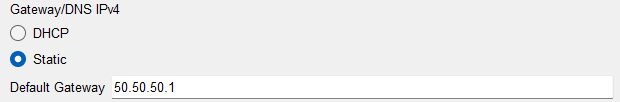 Gateway/DNS IPv4
DHCP
Static
Default Gateway 50.50.50.1